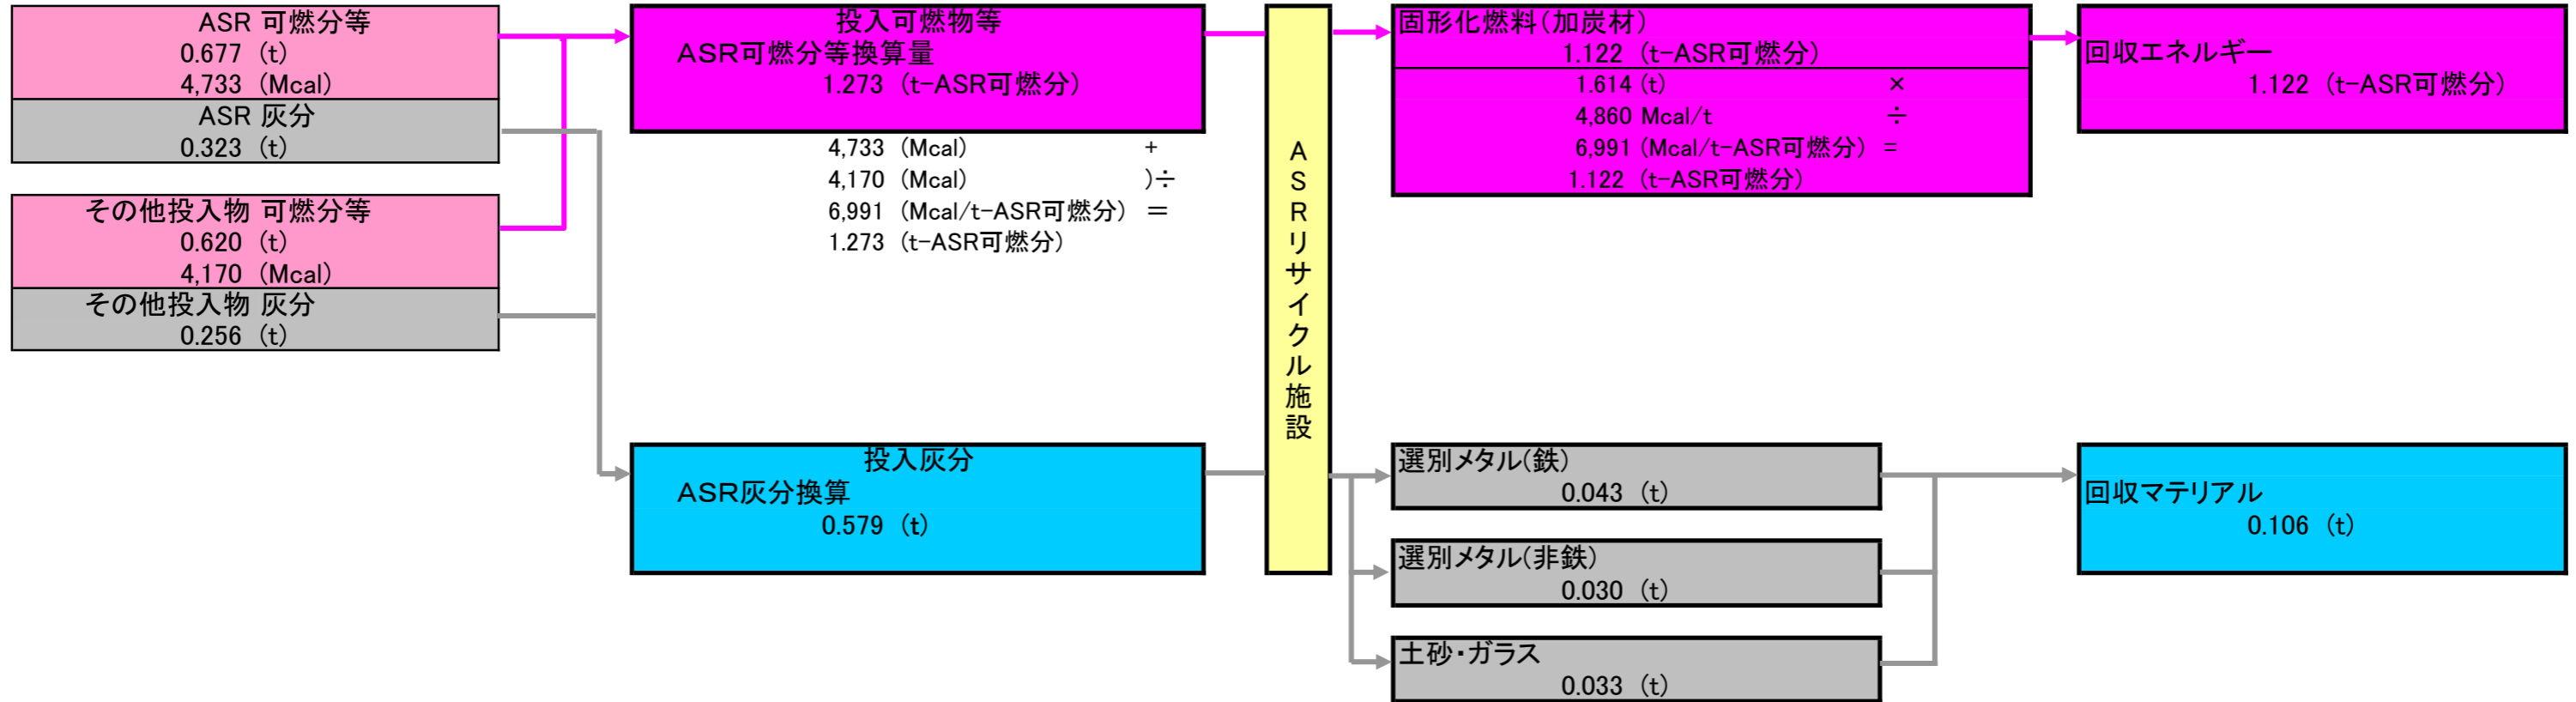 ASR 可燃分等
0.677 (t)
4,733 (Mcal)
ASR 灰分
0.323 (t)
その他投入物 可燃分等
0.620 (t)
4,170 (Mcal)
その他投入物 灰分
0.256 (t)
投入可燃物等
ASR可燃分等換算量
1.273 (t-ASR可燃分)
4,733 (Mcal) +
4,170 (Mcal) )÷
6,991 (Mcal/t-ASR可燃分) =
1.273 (t-ASR可燃分)
投入灰分
ASR灰分換算
0.579 (t)
ASRリサイクル施設
固形化燃料(加炭材)
1.122 (t-ASR可燃分)
1.614 (t) ×
4,860 Mcal/t ÷
6,991 (Mcal/t-ASR可燃分) =
1.122 (t-ASR可燃分)
選別メタル(鉄)
0.043 (t)
選別メタル(非鉄)
0.030 (t)
土砂・ガラス
0.033 (t)
回収エネルギー
1.122 (t-ASR可燃分)
回収マテリアル
0.106 (t)